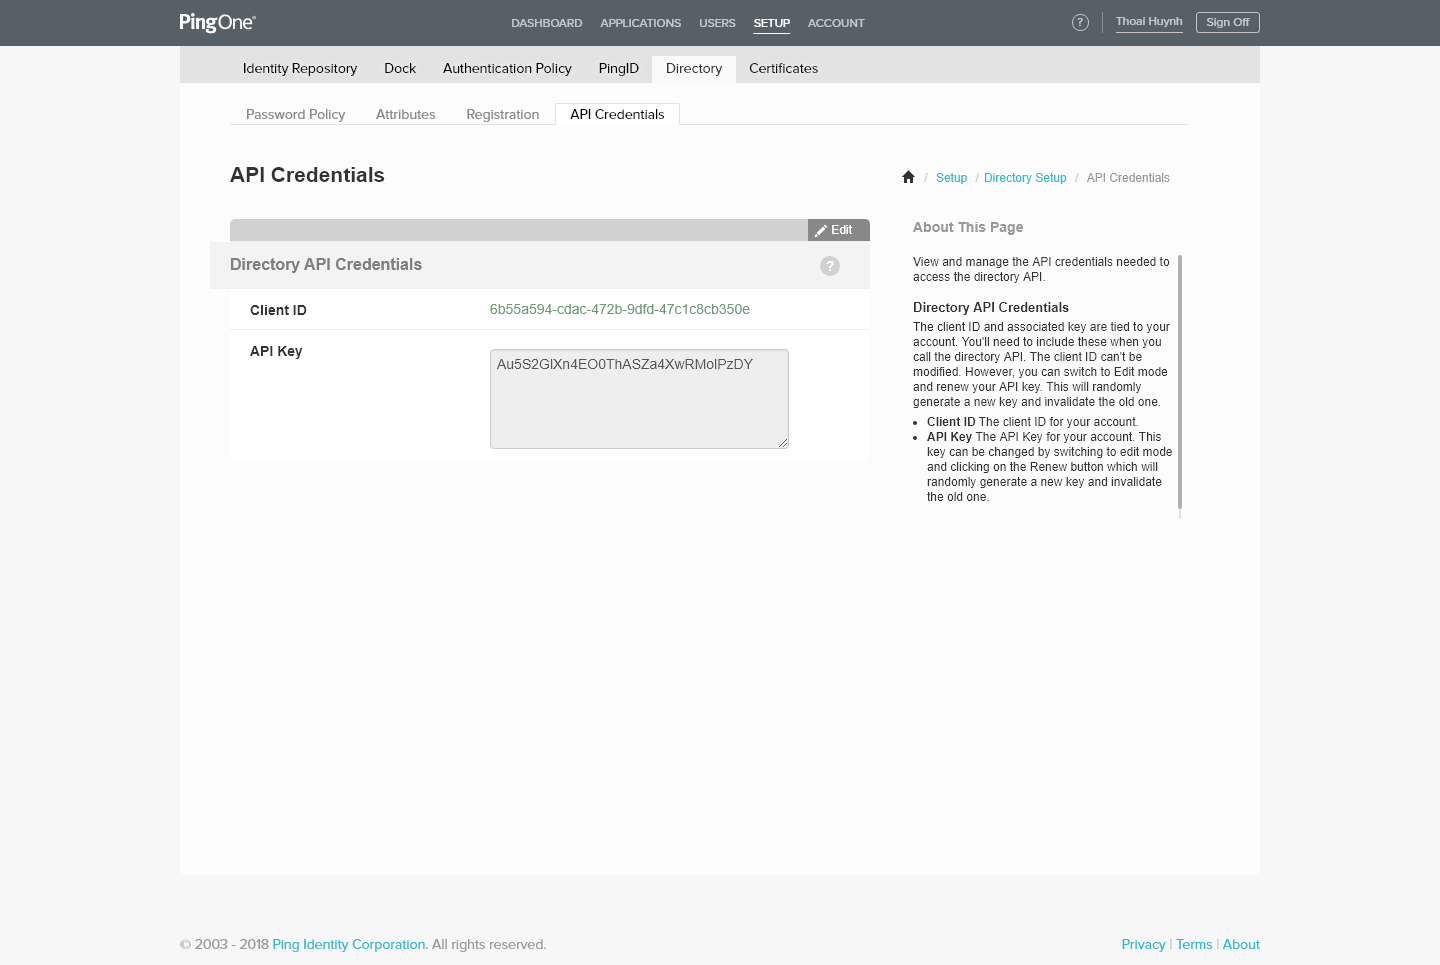 PingOne
DASHBOARD APPLICATIONS USERS SETUP ACCOUNT
? Thoai Huynh Sign Off
Identity Repository Dock Authentication Policy PingID Directory Certificates
Password Policy Attributes Registration API Credentials
API Credentials
/ Setup / Directory Setup / API Credentials
Edit
Directory API Credentials ?
Client ID 6b55a594-cdac-472b-9dfd-47c1c8cb350e
API Key Au5S2GlXn4EO0ThASZa4XwRMolPzDY
About This Page
View and manage the API credentials needed to
access the directory API.
Directory API Credentials
The client ID and associated key are tied to your
account. You'll need to include these when you
call the directory API. The client ID can't be
modified. However, you can switch to Edit mode
and renew your API key. This will randomly
generate a new key and invalidate the old one.
• Client ID The client ID for your account.
• API Key The API Key for your account. This
key can be changed by switching to edit mode
and clicking on the Renew button which will
randomly generate a new key and invalidate
the old one.
© 2003 - 2018 Ping Identity Corporation. All rights reserved.
Privacy | Terms | About